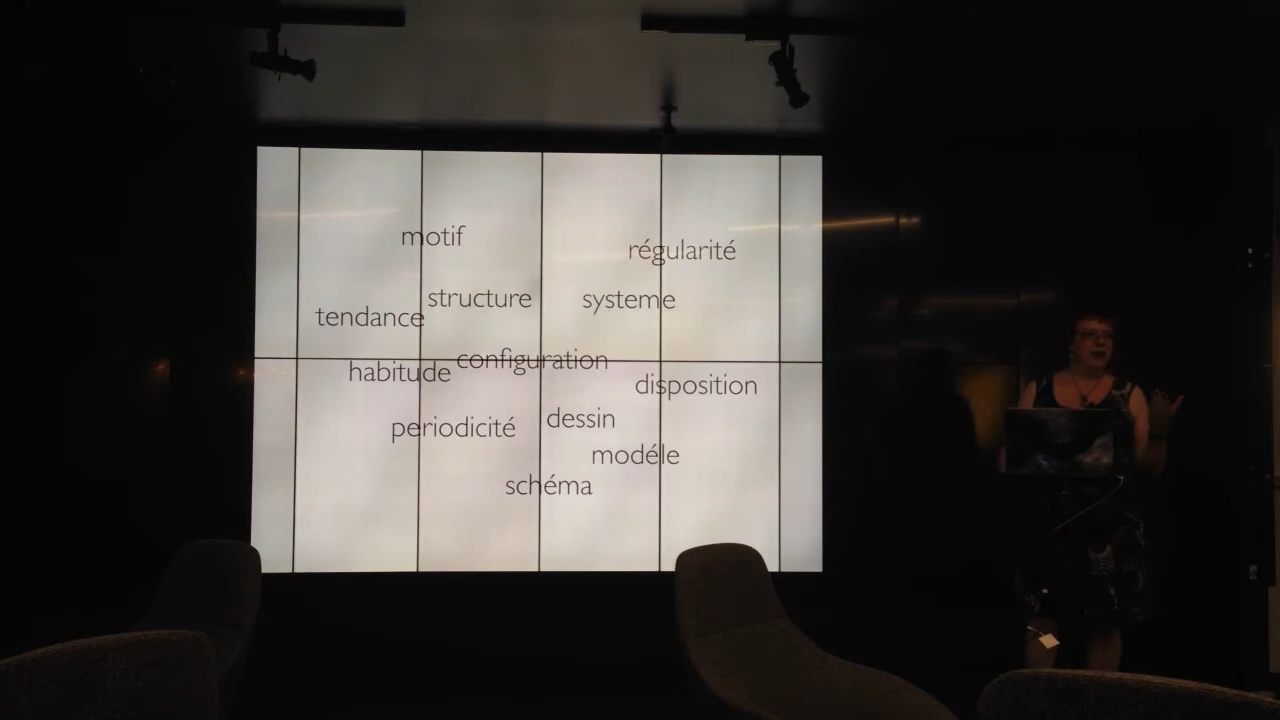 motif
régularité
structure
systeme
tendance
configuration
habitude
disposition
dessin
periodicité
modéle
schéma